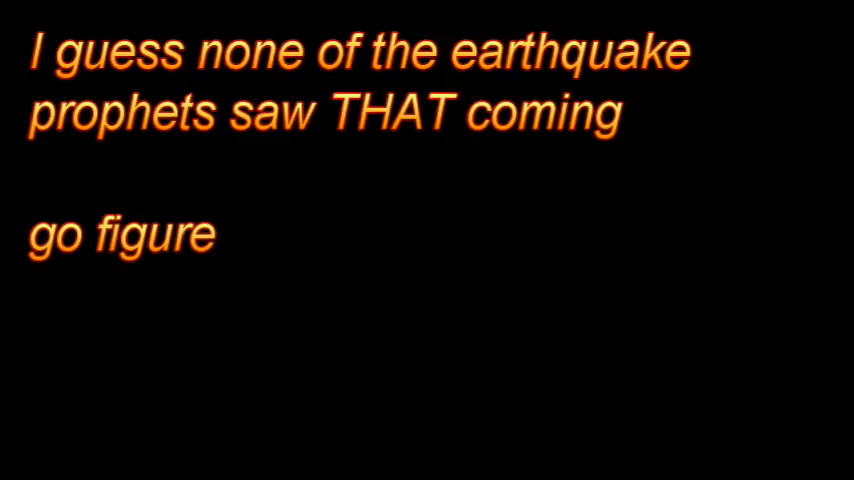 I guess none of the earthquake
prophets saw THAT coming
go figure